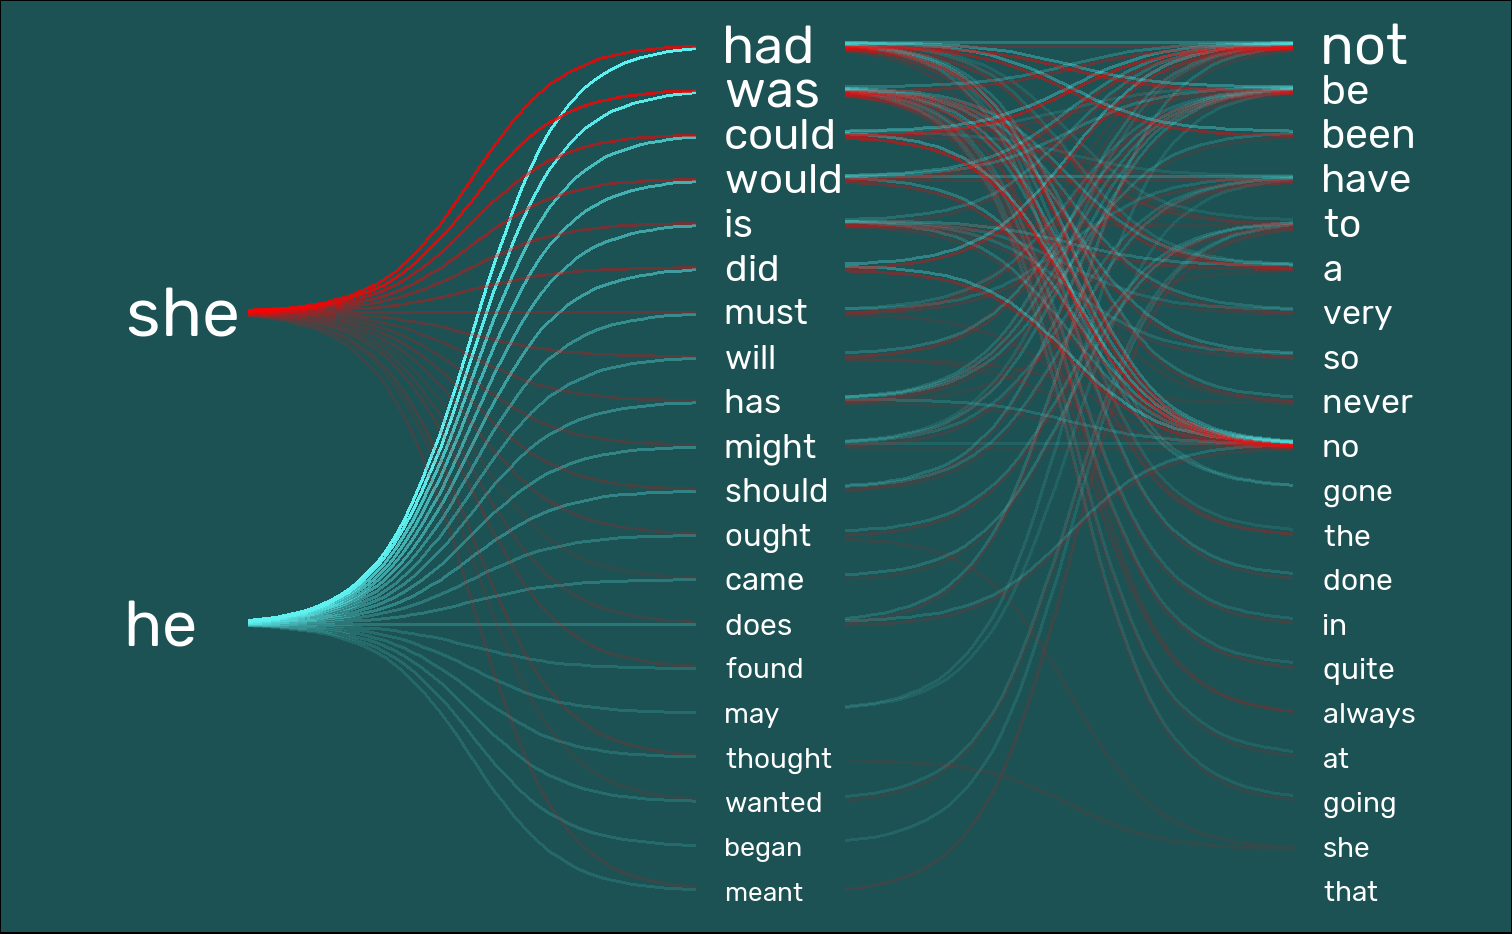 she
he
had
was
could
would
is
did
must
will
has
might
should
ought
came
does
found
may
thought
wanted
began
meant
not
be
been
have
to
a
very
so
never
no
gone
the
done
in
quite
always
at
going
she
that